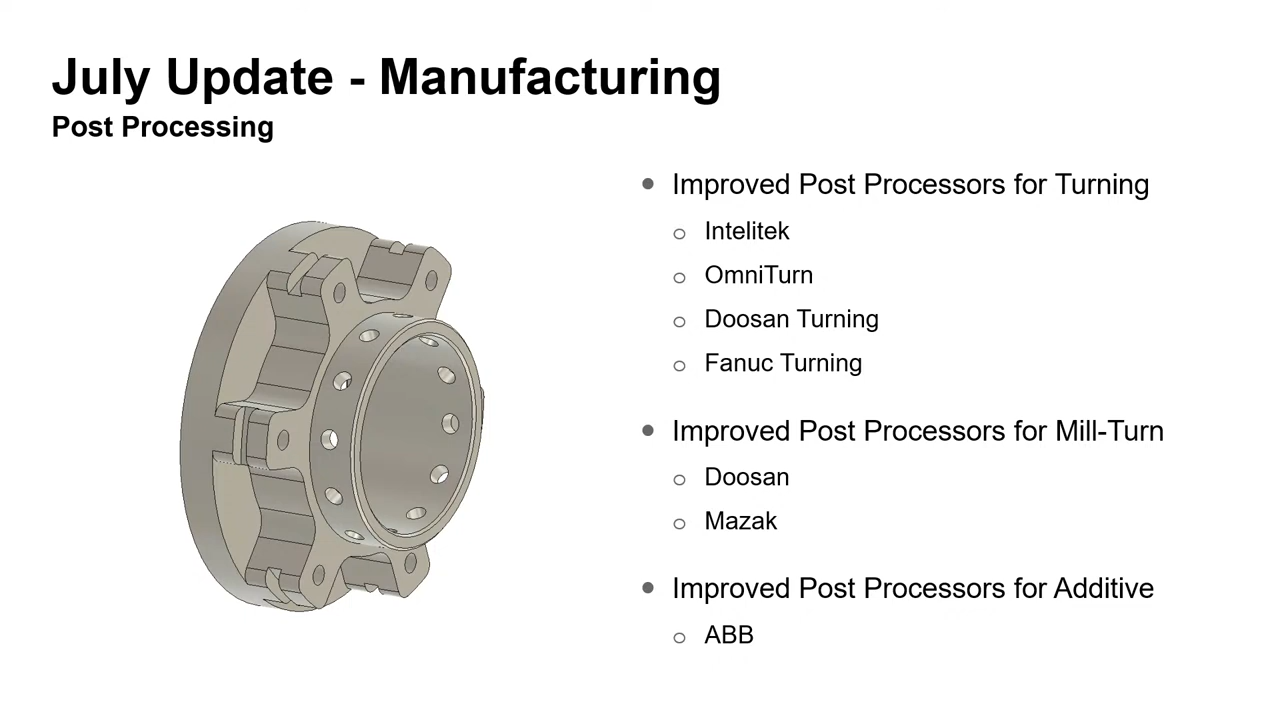 July Update - Manufacturing
Post Processing
Improved Post Processors for Turning
Intelitek
OmniTurn
Doosan Turning
Fanuc Turning
Improved Post Processors for Mill-Turn
Doosan
Mazak
Improved Post Processors for Additive
ABB